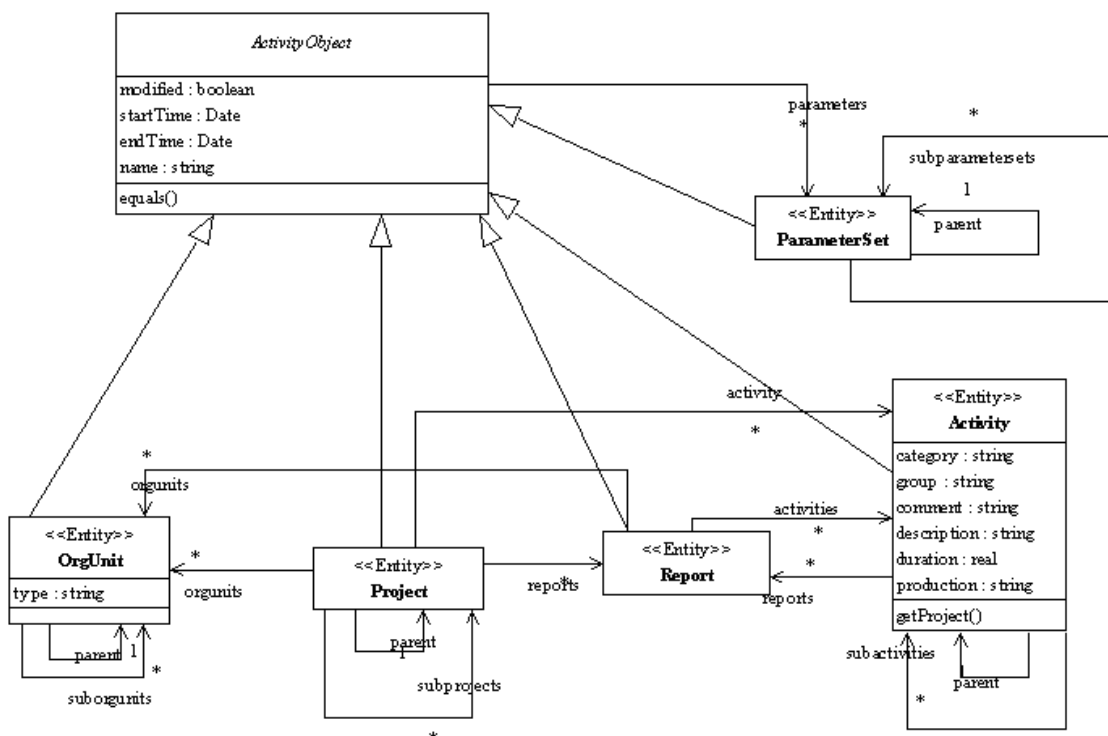 ActivityObject
modified : boolean
startTime : Date
endTime : Date
name : string
equals()
parameters
*
*
subparametersets
1
<<Entity>>
ParameterSet
parent
activity
*
<<Entity>>
Activity
category : string
group : string
comment : string
description : string
duration : real
production : string
getProject()
*
orgunits
activities
*
<<Entity>>
OrgUnit
type : string
*
orgunits
<<Entity>>
Project
reports
*
<<Entity>>
Report
*
reports
parent
1
*
suborgunits
parent
1
subprojects
*
subactivities
parent
*